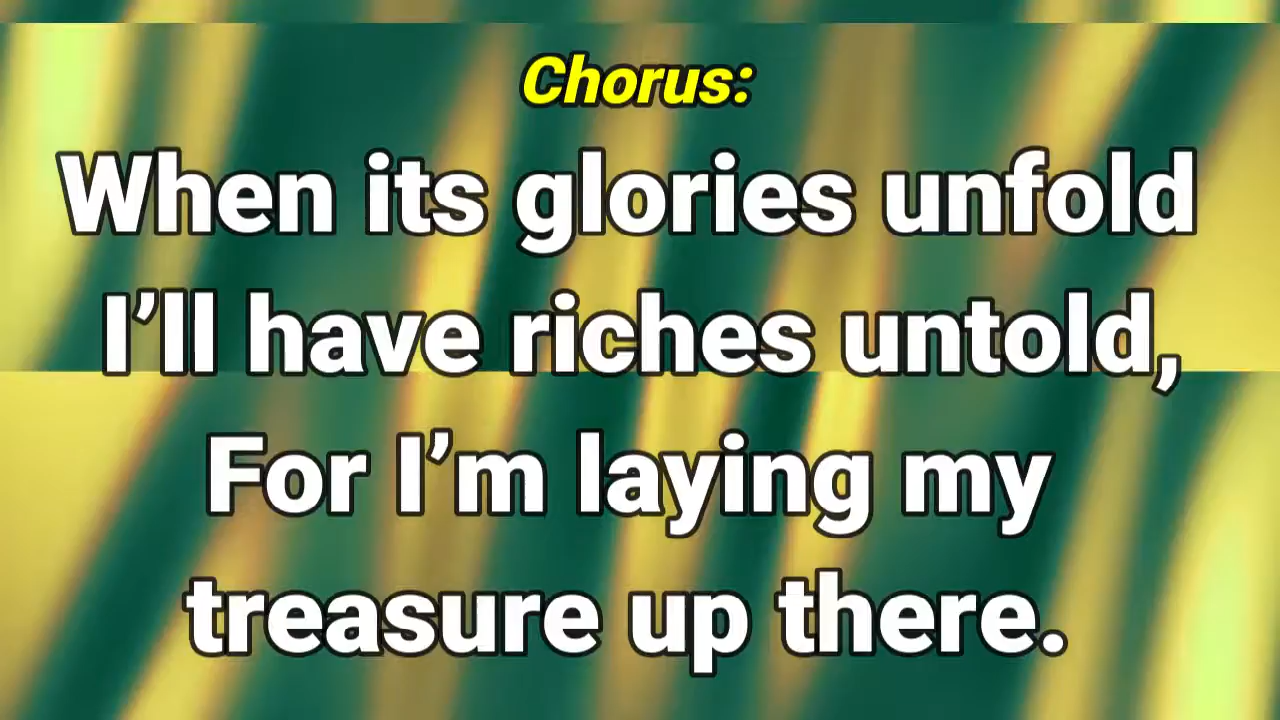 Chorus:
When its glories unfold
I’ll have riches untold,
For I’m laying my
treasure up there.